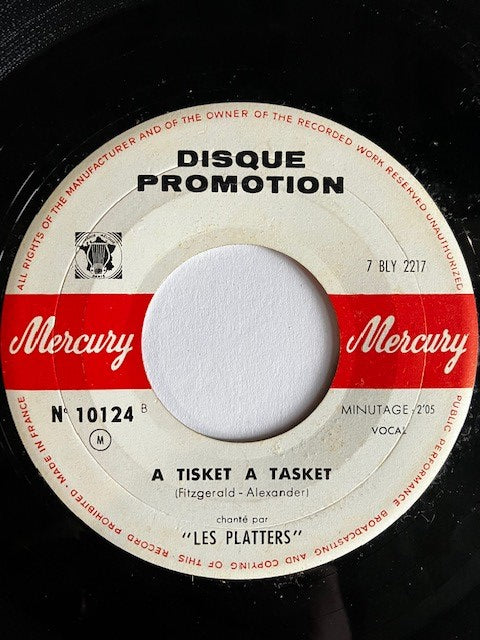 ALL RIGHTS OF THE MANUFACTURER AND OF THE OWNER OF THE RECORDED WORK RESERVED UNAUTHORIZED
PUBLIC PERFORMANCE BROADCASTING AND COPYING OF THIS RECORD PROHIBITED - MADE IN FRANCE
DISQUE
PROMOTION
7 BLY 2217
Mercury Mercury
N° 10124 B
M
MINUTAGE - 2'05
VOCAL
A TISKET A TASKET
(Fitzgerald - Alexander)
chanté par
"LES PLATTERS"